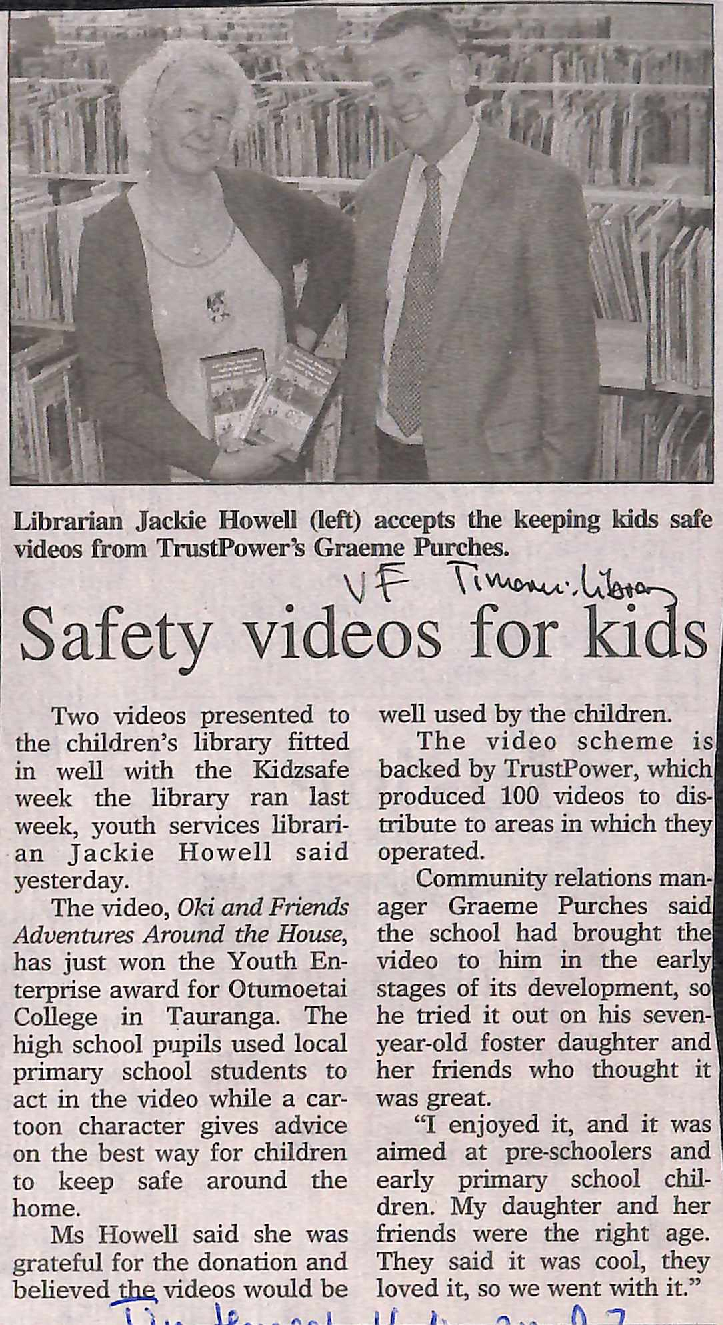 Librarian Jackie Howell (left) accepts the keeping kids safe
videos from TrustPower's Graeme Purches.
VF Timaru: Library
Safety videos for kids
Two videos presented to
the children's library fitted
in well with the Kidzsafe
week the library ran last
week, youth services librari-
an Jackie Howell said
yesterday.
The video, Oki and Friends
Adventures Around the House,
has just won the Youth En-
terprise award for Otumoetai
College in Tauranga. The
high school pupils used local
primary school students to
act in the video while a car-
toon character gives advice
on the best way for children
to keep safe around the
home.
Ms Howell said she was
grateful for the donation and
believed the videos would be
well used by the children.
The video scheme is
backed by TrustPower, which
produced 100 videos to dis-
tribute to areas in which they
operated.
Community relations man-
ager Graeme Purches said
the school had brought the
video to him in the early
stages of its development, so
he tried it out on his seven-
year-old foster daughter and
her friends who thought it
was great.
"I enjoyed it, and it was
aimed at pre-schoolers and
early primary school chil-
dren. My daughter and her
friends were the right age.
They said it was cool, they
loved it, so we went with it."